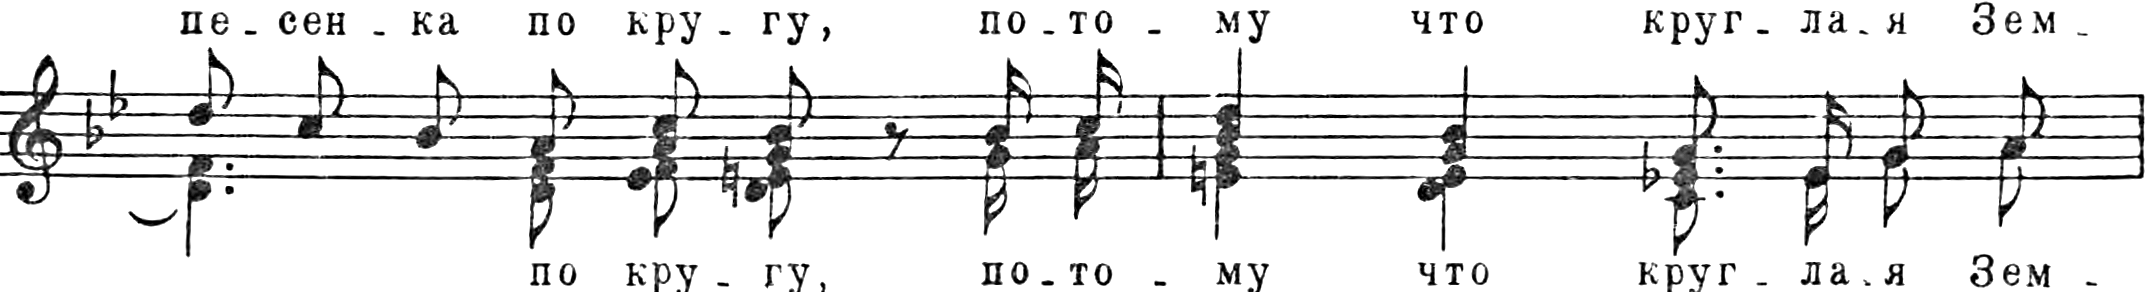 пе - сен - ка по кру - гу, по - то - му что круг - ла - я Зем -
по кру - гу, по - то - му что круг - ла - я Зем -